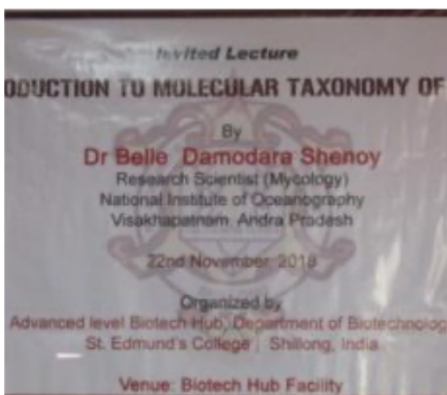 Invited Lecture
ODUCTION TO MOLECULAR TAXONOMY OF
By
Dr Belle Damodara Shenoy
Research Scientist (Mycology)
National Institute of Oceanography
Visakhapatnam. Andra Pradesh
22nd November, 2018
Organized by
Advanced level Biotech Hub, Department of Biotechnolog
St. Edmund's College Shillong, India
Venue: Biotech Hub Facility